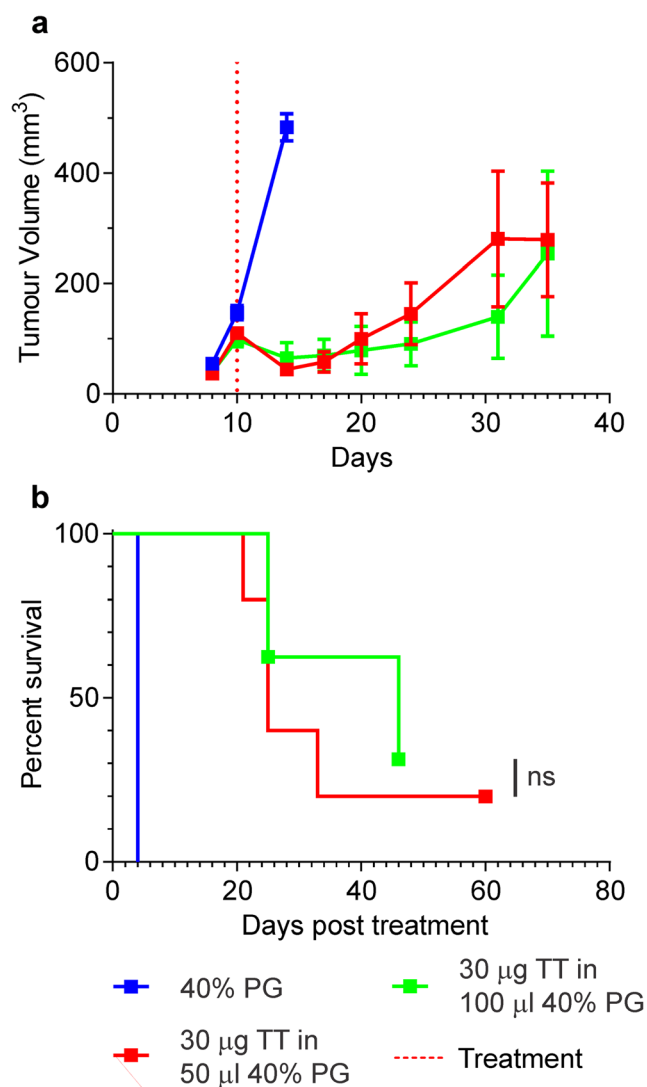 a
600
400
200
0
Tumour Volume (mm³)
0 10 20 30 40
Days
b
100
50
0
Percent survival
ns
0 20 40 60 80
Days post treatment
40% PG
30 µg TT in
100 µl 40% PG
30 µg TT in
50 µl 40% PG
Treatment